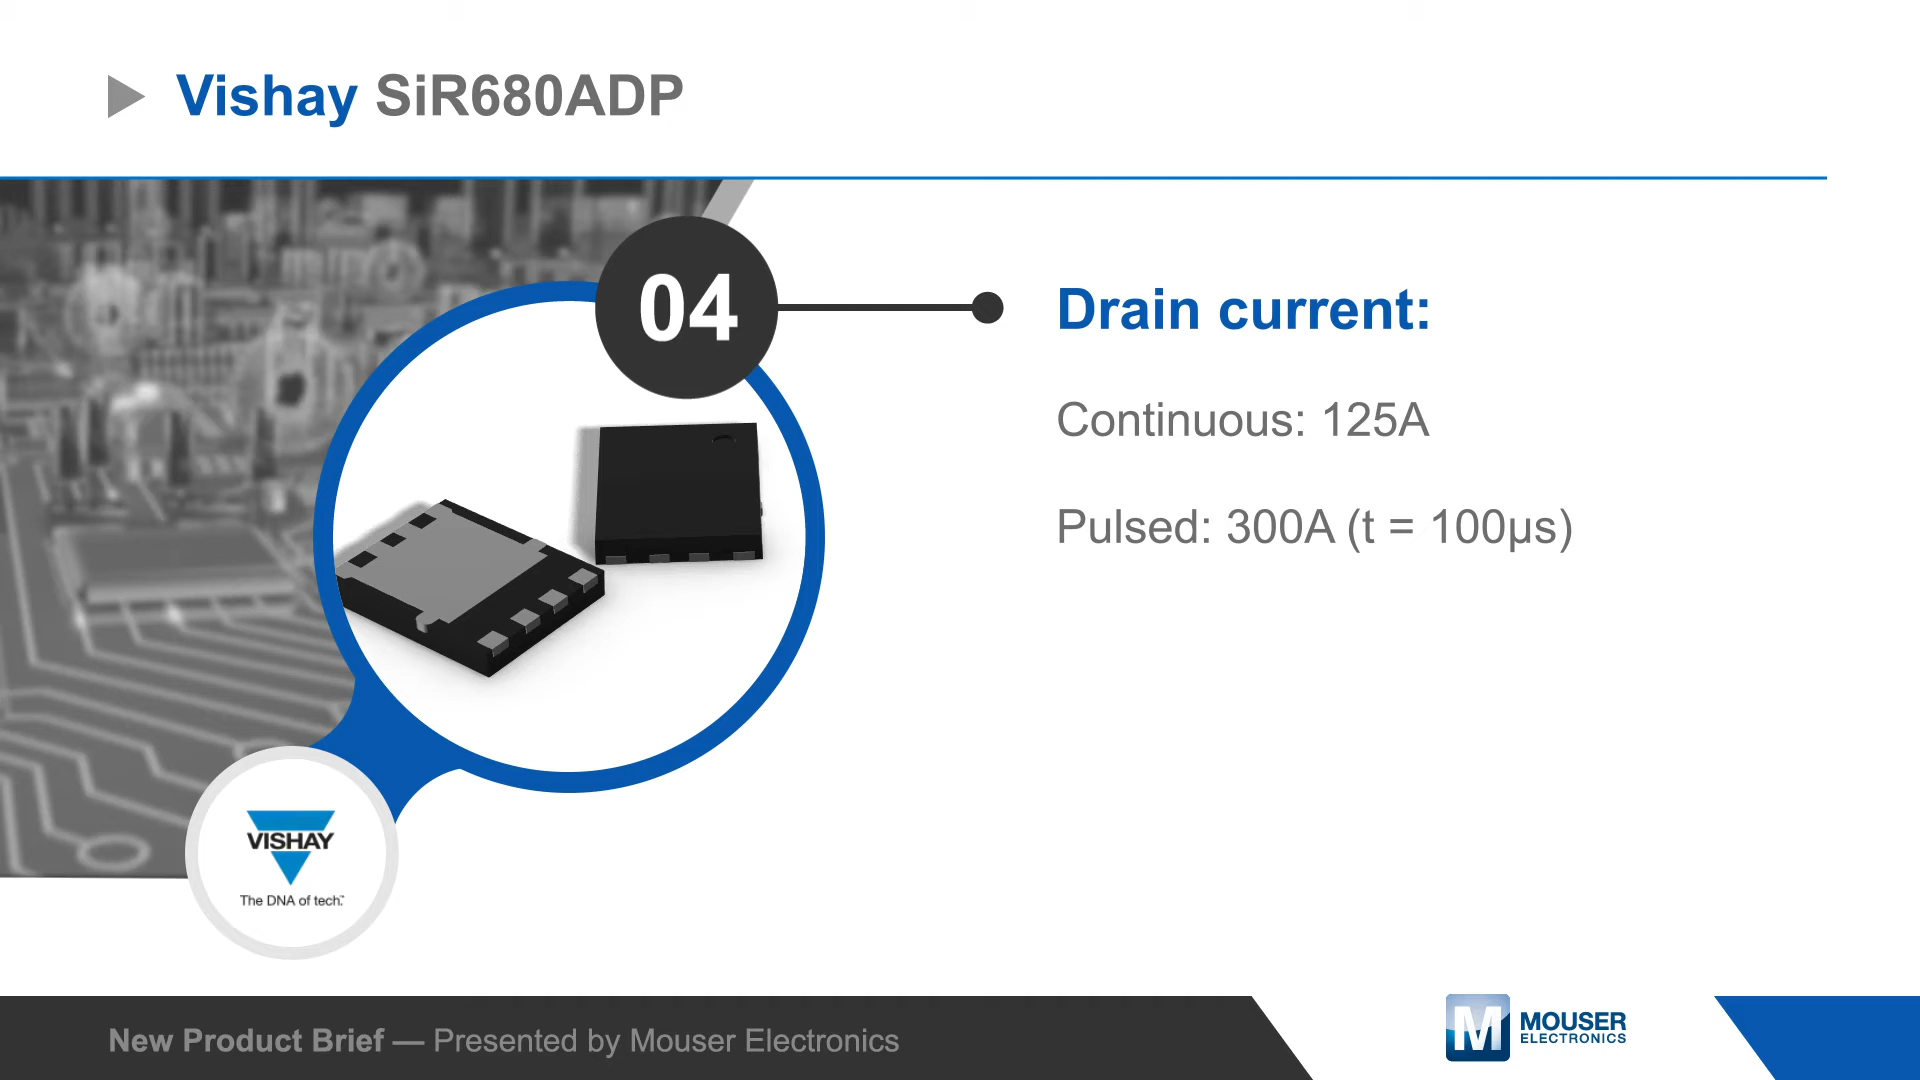 Vishay SiR680ADP
04
Drain current:
Continuous: 125A
Pulsed: 300A (t = 100µs)
VISHAY
The DNA of tech.™
New Product Brief — Presented by Mouser Electronics
M
MOUSER
ELECTRONICS